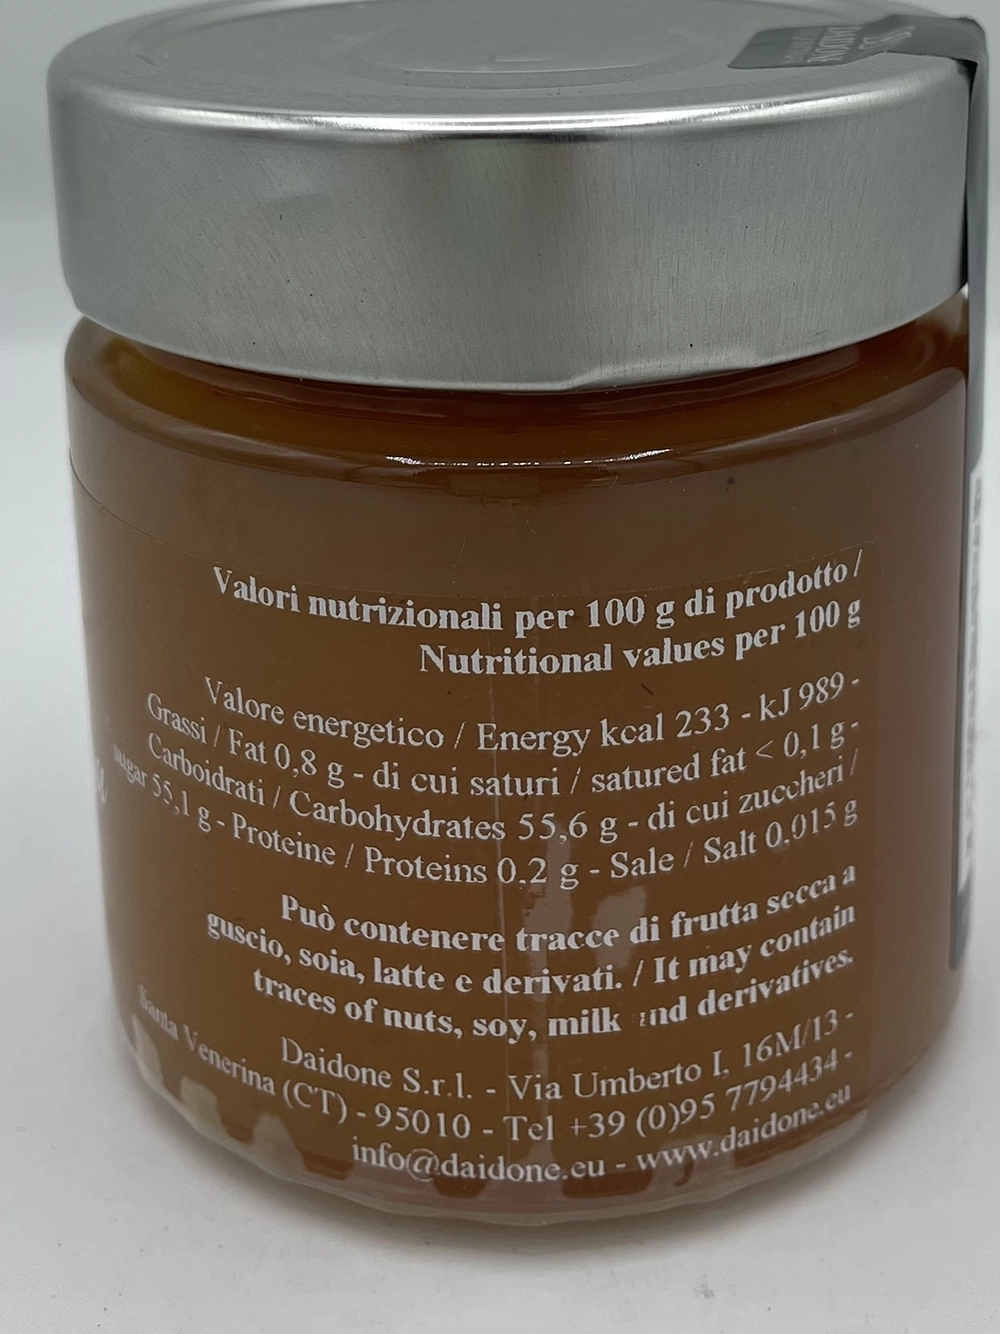 DAIDONE
Valori nutrizionali per 100 g di prodotto /
Nutritional values per 100 g
Valore energetico / Energy kcal 233 - kJ 989 -
Grassi / Fat 0,8 g - di cui saturi / satured fat < 0,1 g -
Carboidrati / Carbohydrates 55,6 g - di cui zuccheri /
sugar 55,1 g - Proteine / Proteins 0,2 g - Sale / Salt 0,015 g
Può contenere tracce di frutta secca a
guscio, soia, latte e derivati. / It may contain
traces of nuts, soy, milk and derivatives.
Daidone S.r.l. - Via Umberto I, 16M/13 -
Santa Venerina (CT) - 95010 - Tel +39 (0)95 7794434 -
info@daidone.eu - www.daidone.eu